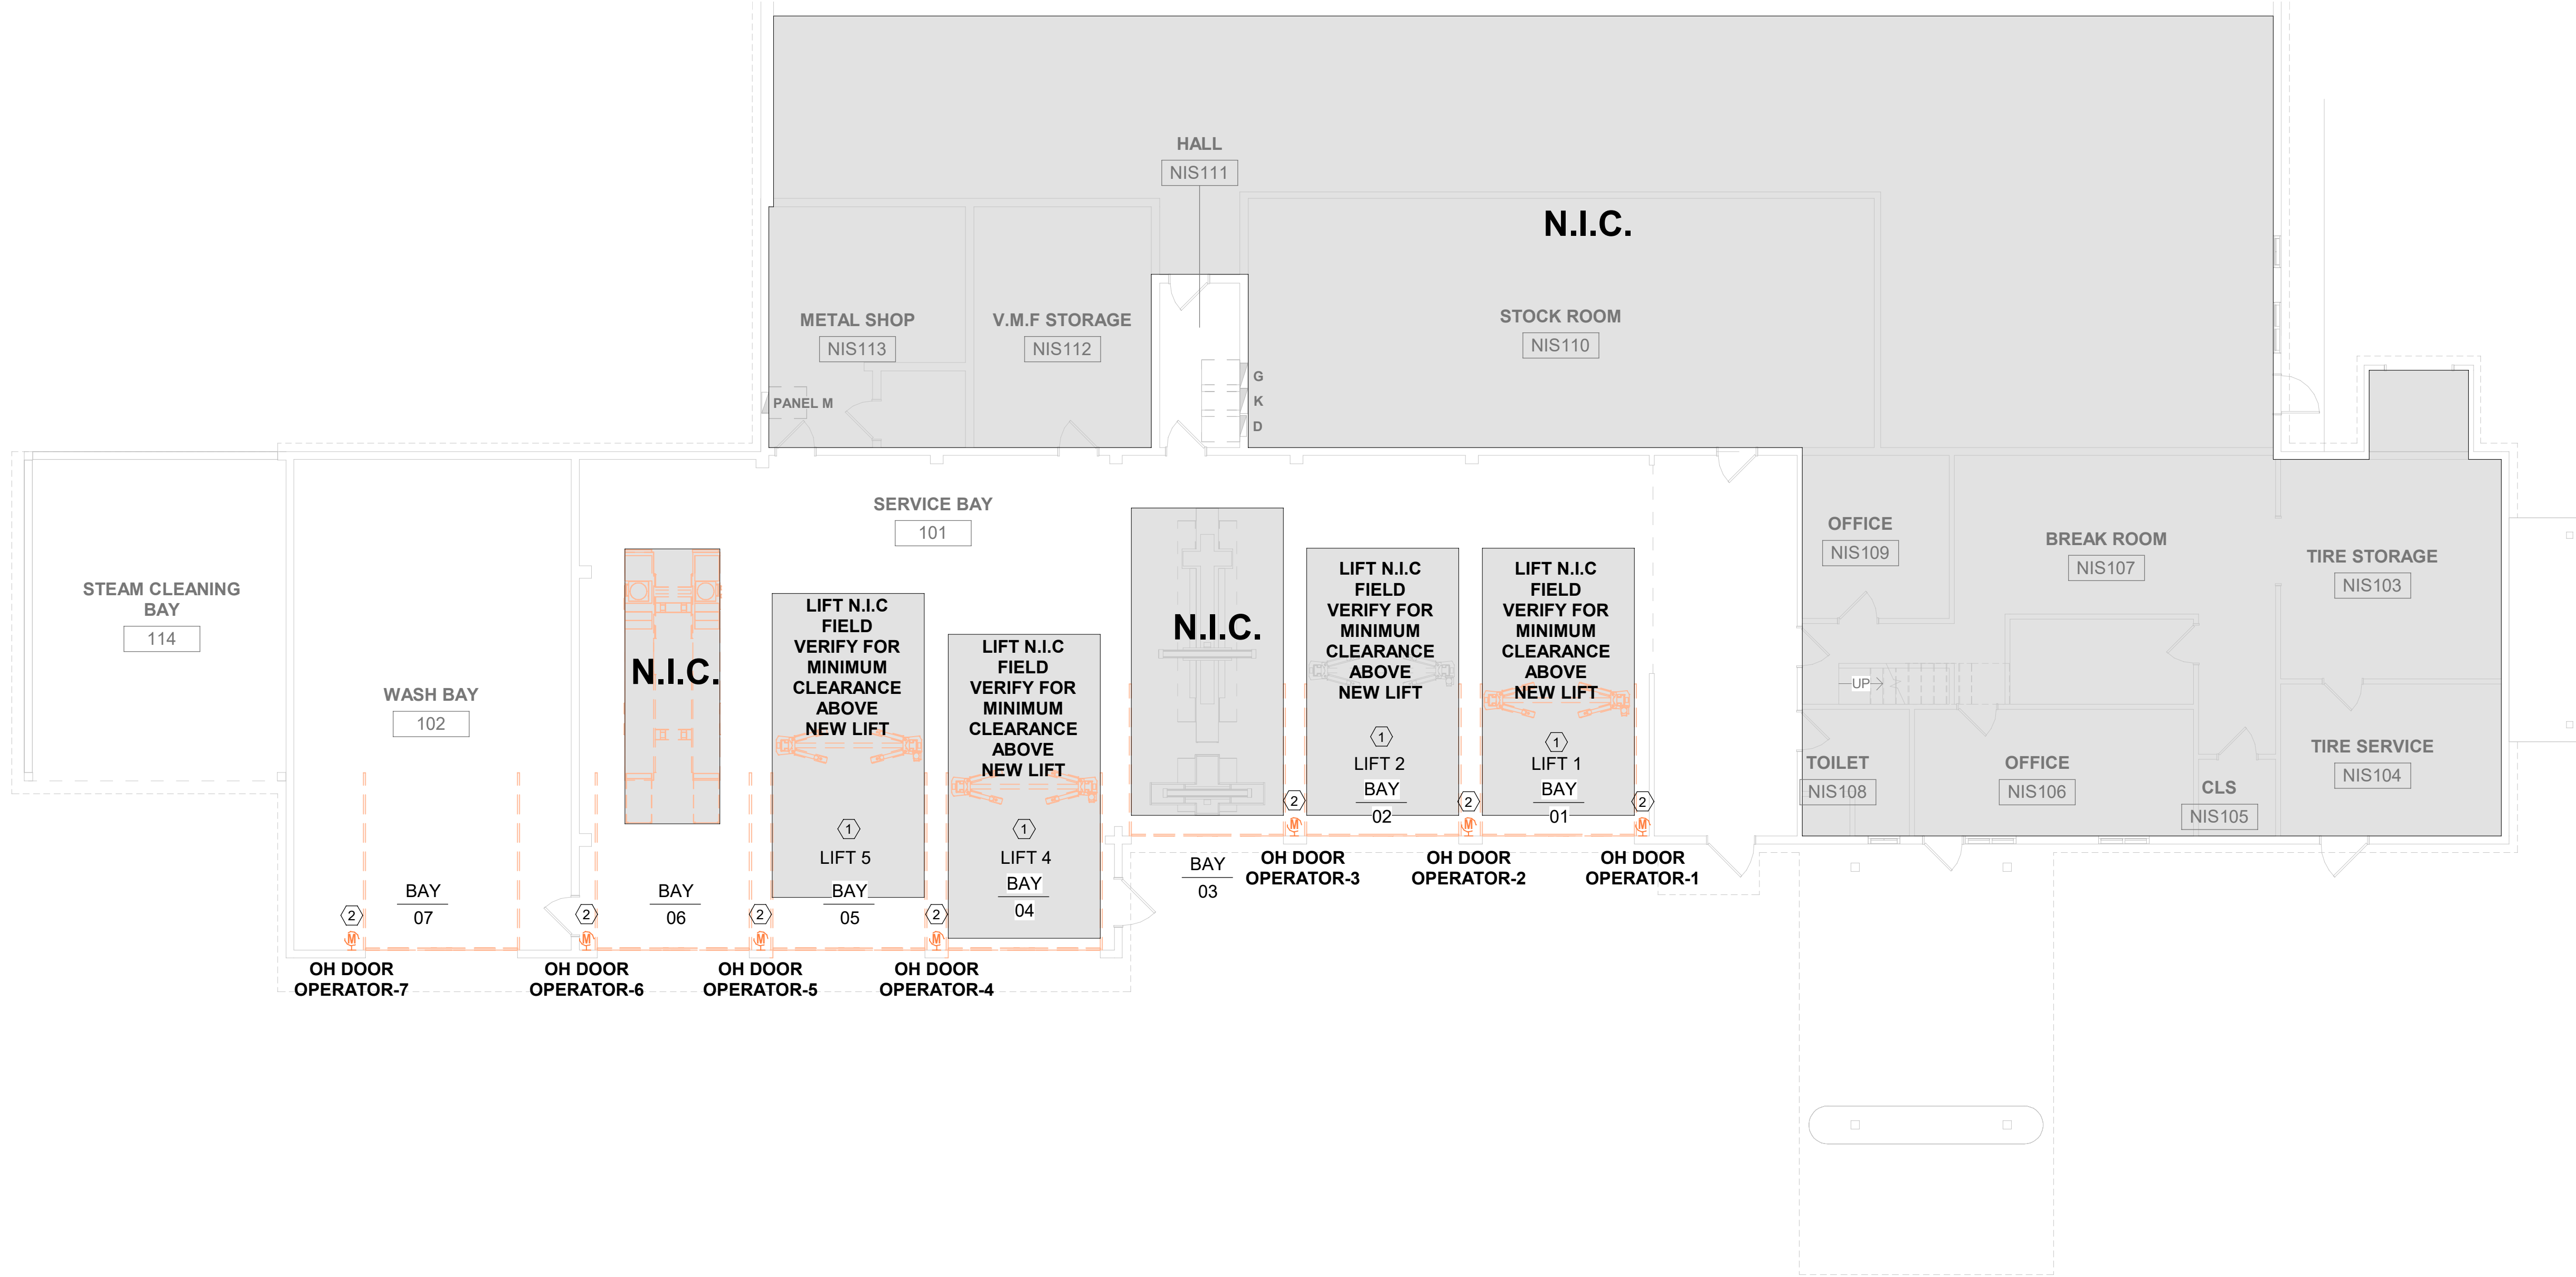 HALL
NIS111
N.I.C.
METAL SHOP
NIS113
V.M.F STORAGE
NIS112
STOCK ROOM
NIS110
PANEL M
G
K
D
SERVICE BAY
101
STEAM CLEANING
BAY
114
WASH BAY
102
N.I.C.
LIFT N.I.C
FIELD
VERIFY FOR
MINIMUM
CLEARANCE
ABOVE
NEW LIFT
1
LIFT 5
BAY
05
LIFT N.I.C
FIELD
VERIFY FOR
MINIMUM
CLEARANCE
ABOVE
NEW LIFT
1
LIFT 4
BAY
04
N.I.C.
LIFT N.I.C
FIELD
VERIFY FOR
MINIMUM
CLEARANCE
ABOVE
NEW LIFT
1
LIFT 2
BAY
02
LIFT N.I.C
FIELD
VERIFY FOR
MINIMUM
CLEARANCE
ABOVE
NEW LIFT
1
LIFT 1
BAY
01
OFFICE
NIS109
BREAK ROOM
NIS107
TIRE STORAGE
NIS103
UP
TOILET
NIS108
OFFICE
NIS106
CLS
NIS105
TIRE SERVICE
NIS104
2
M
2
M
2
M
BAY
03
OH DOOR
OPERATOR-3
OH DOOR
OPERATOR-2
OH DOOR
OPERATOR-1
BAY
07
BAY
06
2
M
2
M
2
M
2
M
OH DOOR
OPERATOR-7
OH DOOR
OPERATOR-6
OH DOOR
OPERATOR-5
OH DOOR
OPERATOR-4